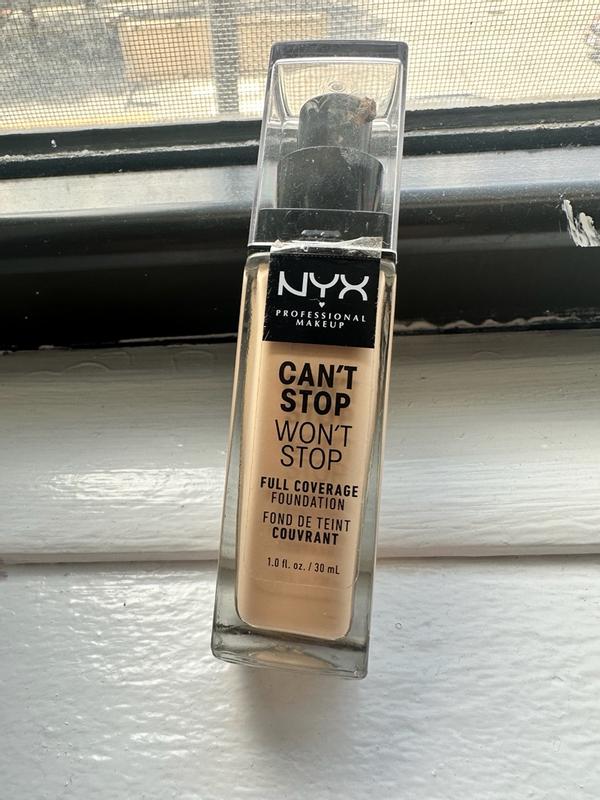 NYX
PROFESSIONAL
MAKEUP
CAN'T
STOP
WON'T
STOP
FULL COVERAGE
FOUNDATION
FOND DE TEINT
COUVRANT
1.0 fl. oz. / 30 mL